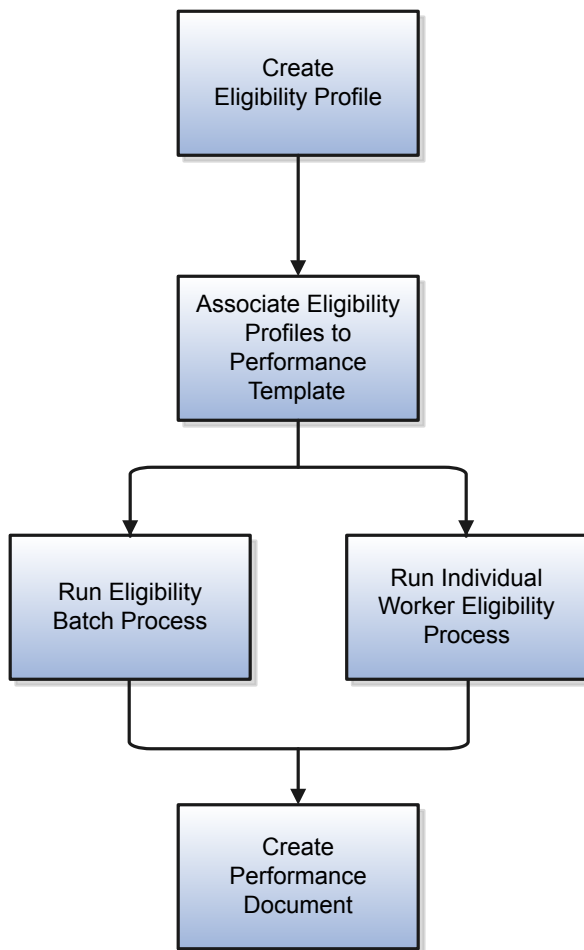 Create
Eligibility Profile
Associate Eligibility
Profiles to
Performance
Template
Run Eligibility
Batch Process
Run Individual
Worker Eligibility
Process
Create
Performance
Document